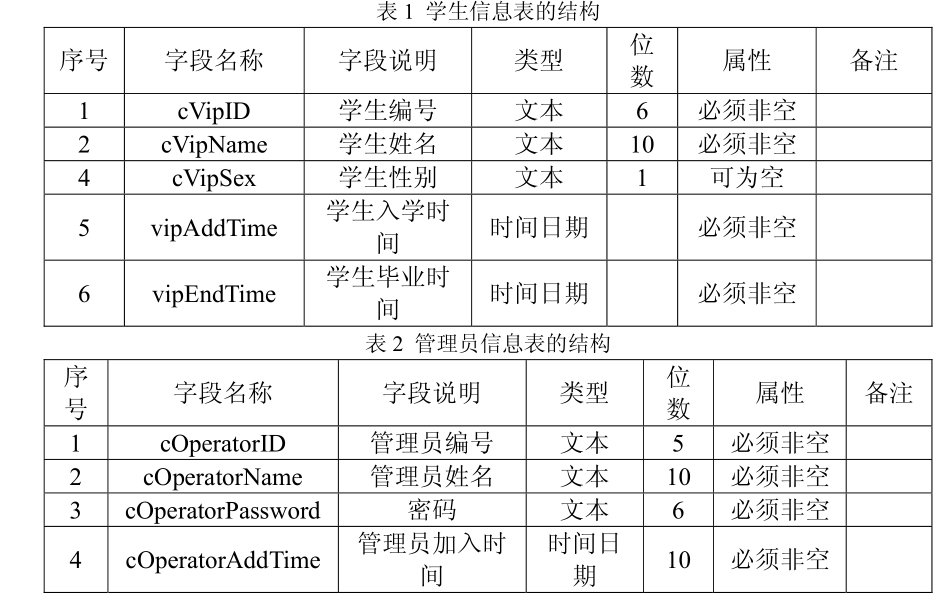 表 1 学生信息表的结构
序号 字段名称 字段说明 类型 位数 属性 备注
1 cVipID 学生编号 文本 6 必须非空
2 cVipName 学生姓名 文本 10 必须非空
4 cVipSex 学生性别 文本 1 可为空
5 vipAddTime 学生入学时间 时间日期 必须非空
6 vipEndTime 学生毕业时间 时间日期 必须非空
表 2 管理员信息表的结构
序号 字段名称 字段说明 类型 位数 属性 备注
1 cOperatorID 管理员编号 文本 5 必须非空
2 cOperatorName 管理员姓名 文本 10 必须非空
3 cOperatorPassword 密码 文本 6 必须非空
4 cOperatorAddTime 管理员加入时间 时间日期 10 必须非空